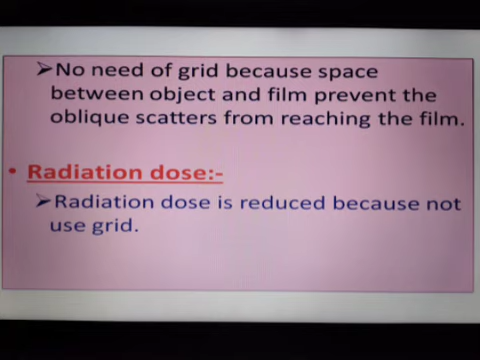 ➢No need of grid because space
between object and film prevent the
oblique scatters from reaching the film.
• Radiation dose:-
➢Radiation dose is reduced because not
use grid.